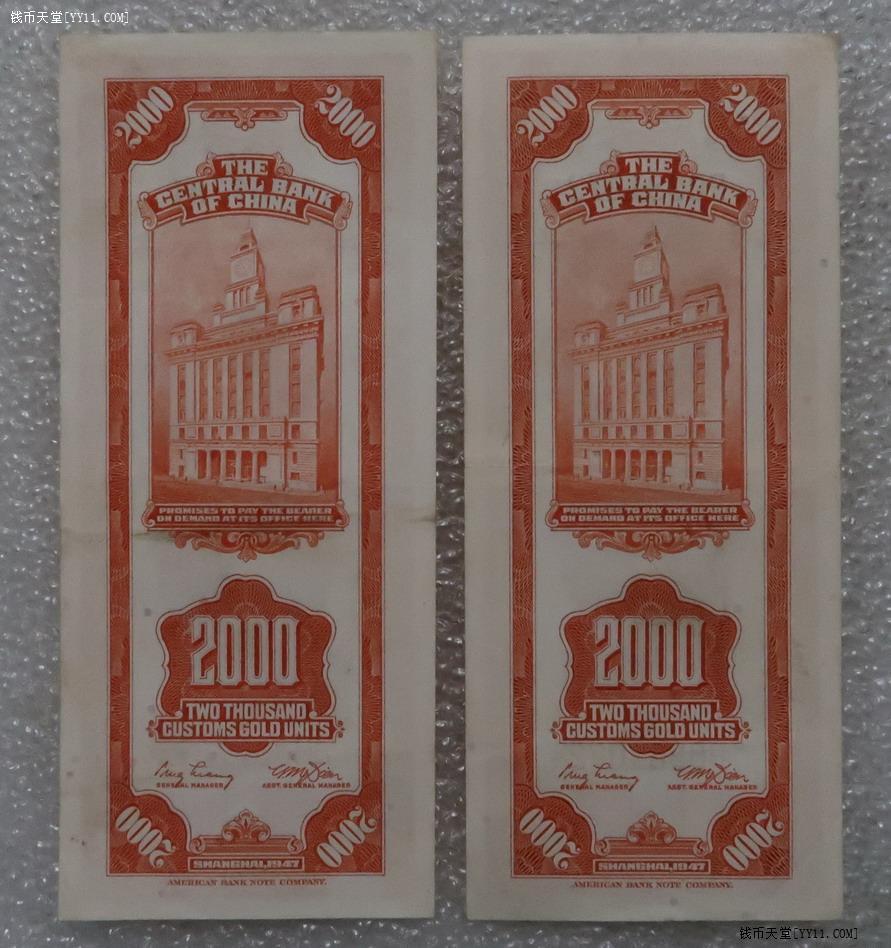 钱币天堂[YY11.COM]
2000 2000
THE
CENTRAL BANK
OF CHINA
PROMISES TO PAY THE BEARER
ON DEMAND AT ITS OFFICE HERE
2000
TWO THOUSAND
CUSTOMS GOLD UNITS
GENERAL MANAGER ASST. GENERAL MANAGER
2000 2000
SHANGHAI, 1947
AMERICAN BANK NOTE COMPANY.
2000 2000
THE
CENTRAL BANK
OF CHINA
PROMISES TO PAY THE BEARER
ON DEMAND AT ITS OFFICE HERE
2000
TWO THOUSAND
CUSTOMS GOLD UNITS
GENERAL MANAGER ASST. GENERAL MANAGER
2000 2000
SHANGHAI, 1947
AMERICAN BANK NOTE COMPANY.
钱币天堂[YY11.COM]